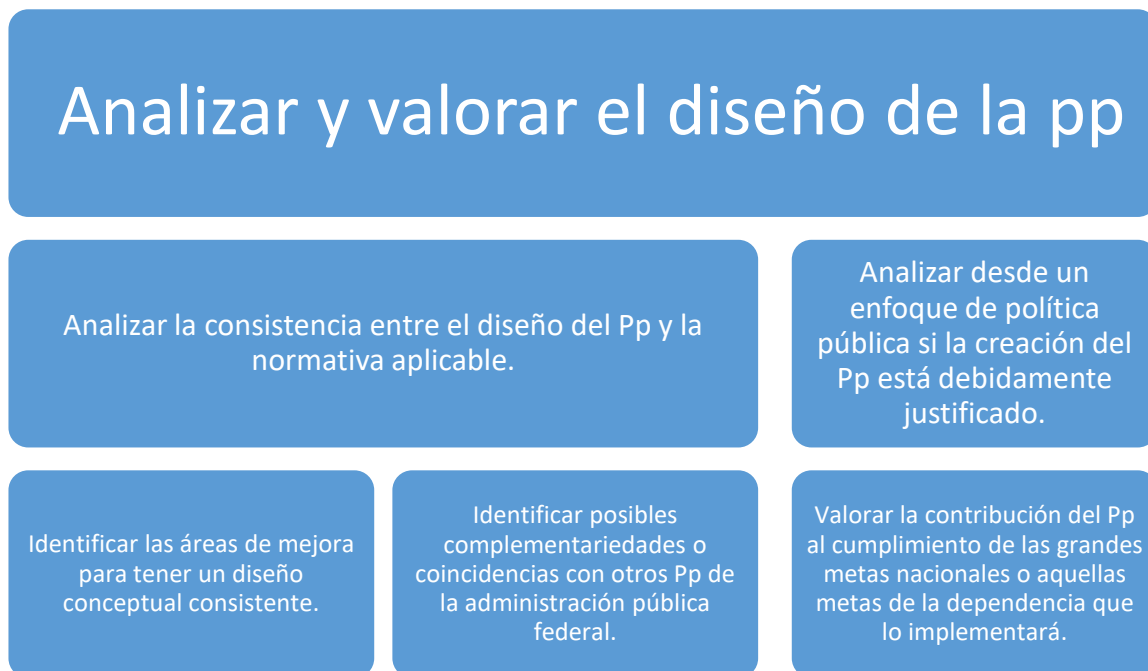 Analizar y valorar el diseño de la pp
Analizar la consistencia entre el diseño del Pp y la
normativa aplicable.
Analizar desde un
enfoque de política
pública si la creación del
Pp está debidamente
justificado.
Identificar las áreas de mejora
para tener un diseño
conceptual consistente.
Identificar posibles
complementariedades o
coincidencias con otros Pp de
la administración pública
federal.
Valorar la contribución del Pp
al cumplimiento de las grandes
metas nacionales o aquellas
metas de la dependencia que
lo implementará.